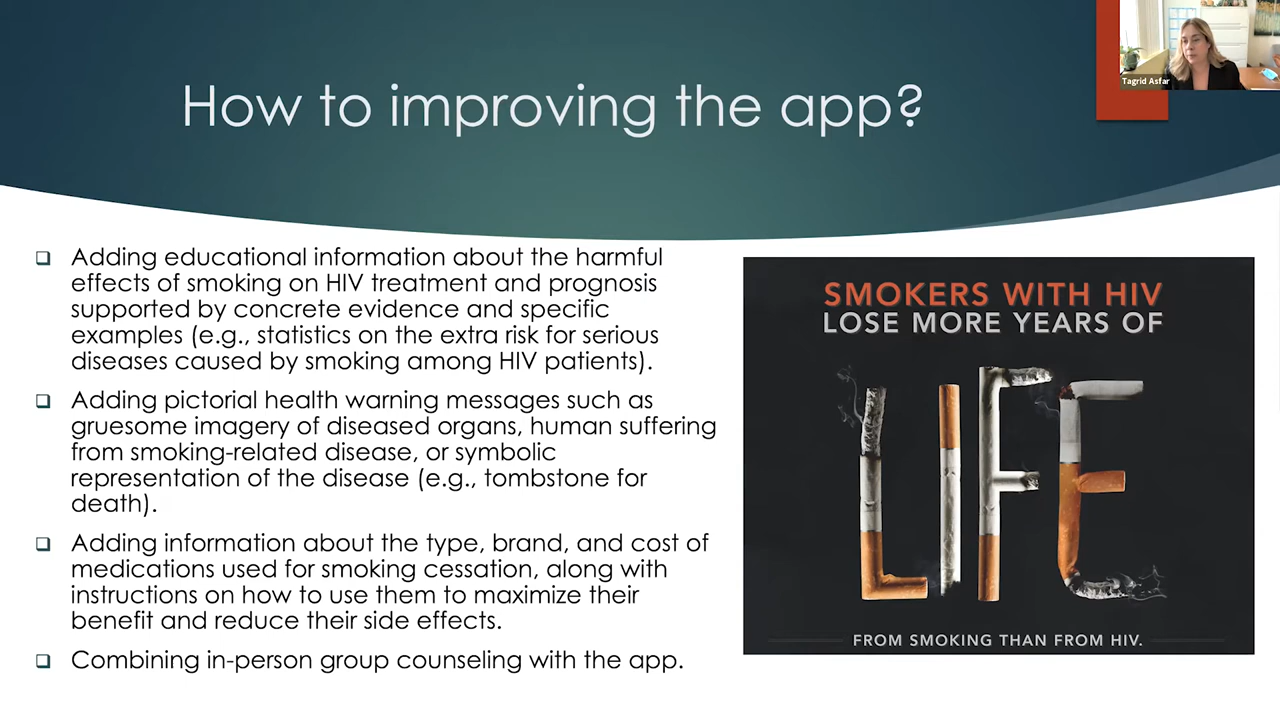 How to improving the app?
Tagrid Asfar
Adding educational information about the harmful
effects of smoking on HIV treatment and prognosis
supported by concrete evidence and specific
examples (e.g., statistics on the extra risk for serious
diseases caused by smoking among HIV patients).
Adding pictorial health warning messages such as
gruesome imagery of diseased organs, human suffering
from smoking-related disease, or symbolic
representation of the disease (e.g., tombstone for
death).
Adding information about the type, brand, and cost of
medications used for smoking cessation, along with
instructions on how to use them to maximize their
benefit and reduce their side effects.
Combining in-person group counseling with the app.
SMOKERS WITH HIV
LOSE MORE YEARS OF
LIFE
FROM SMOKING THAN FROM HIV.